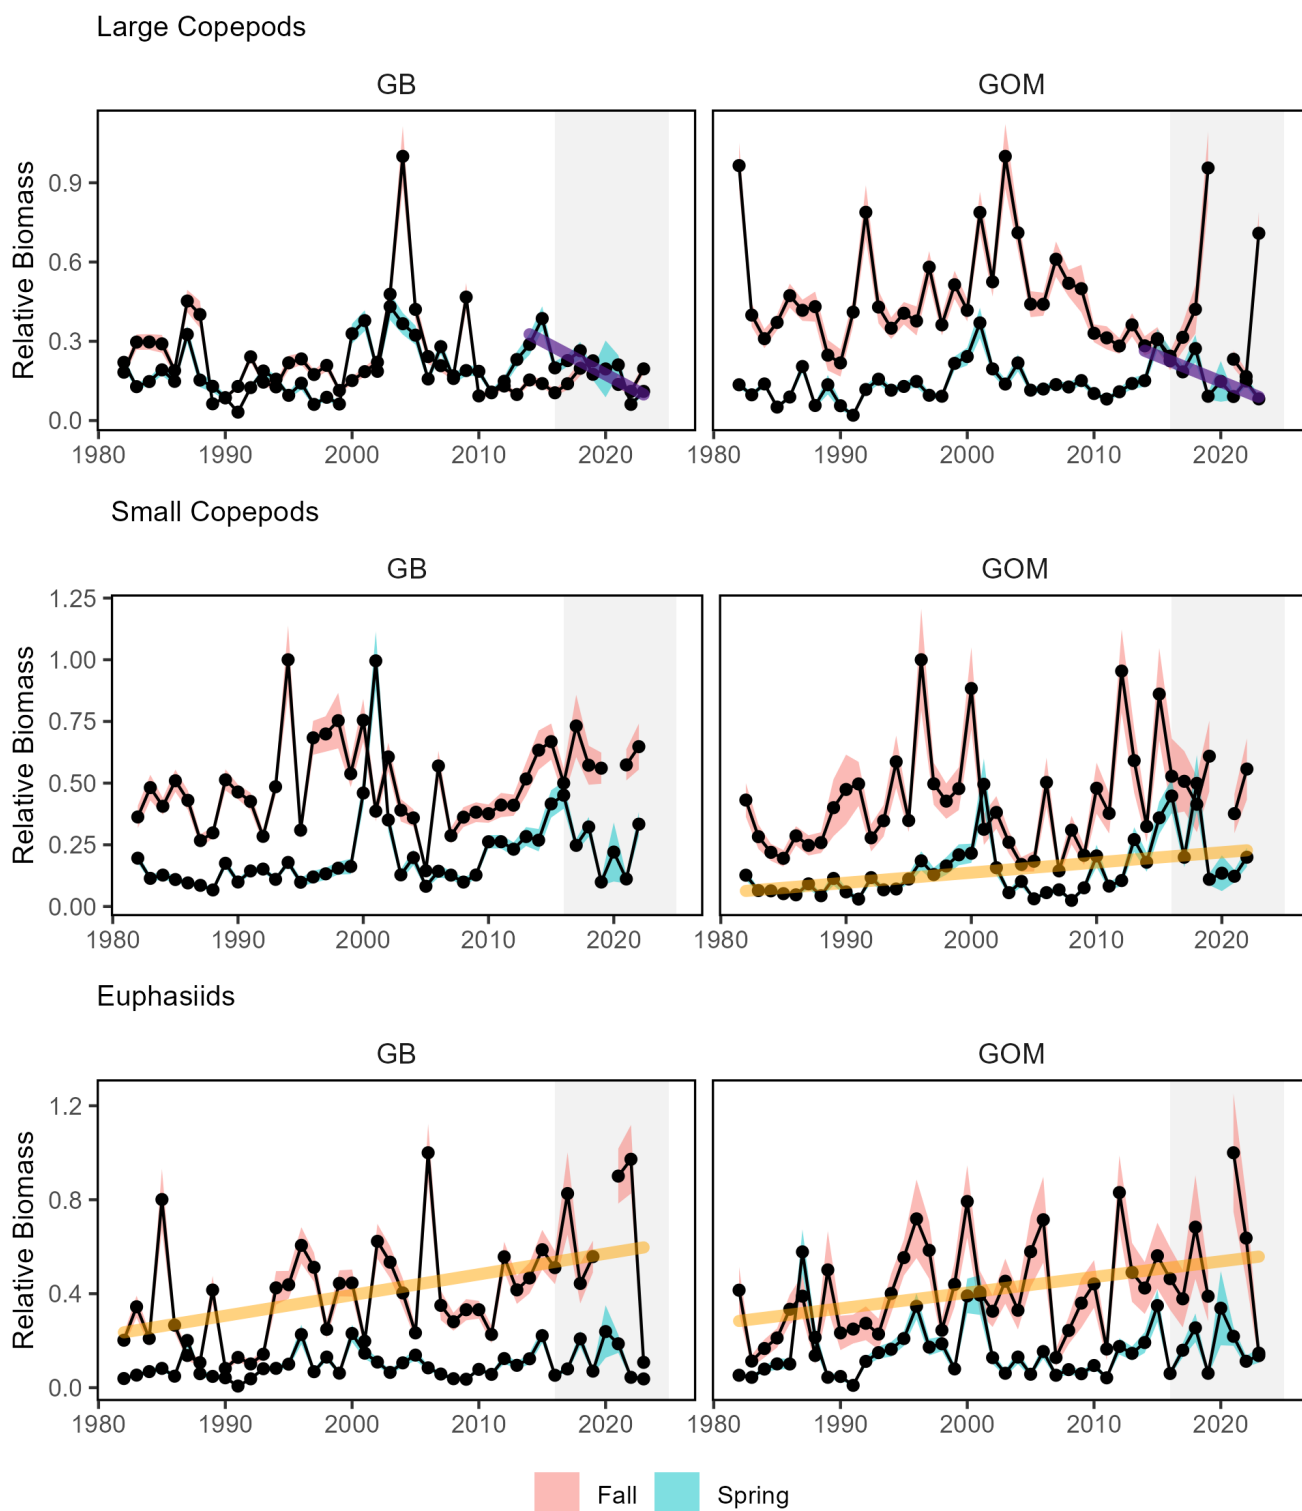 Large Copepods
GB GOM
Relative Biomass
0.9
0.6
0.3
0.0
1980 1990 2000 2010 2020 1980 1990 2000 2010 2020
Small Copepods
GB GOM
Relative Biomass
1.25
1.00
0.75
0.50
0.25
0.00
1980 1990 2000 2010 2020 1980 1990 2000 2010 2020
Euphasiids
GB GOM
Relative Biomass
1.2
0.8
0.4
0.0
1980 1990 2000 2010 2020 1980 1990 2000 2010 2020
Fall Spring